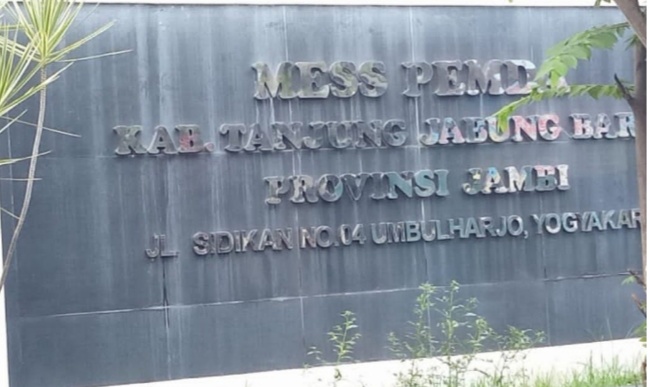 MESS PEMDA
KAB. TANJUNG JABUNG BAR
PROVINSI JAMBI
JL. SIDIKAN NO.04 UMBULHARJO, YOGYAKAR